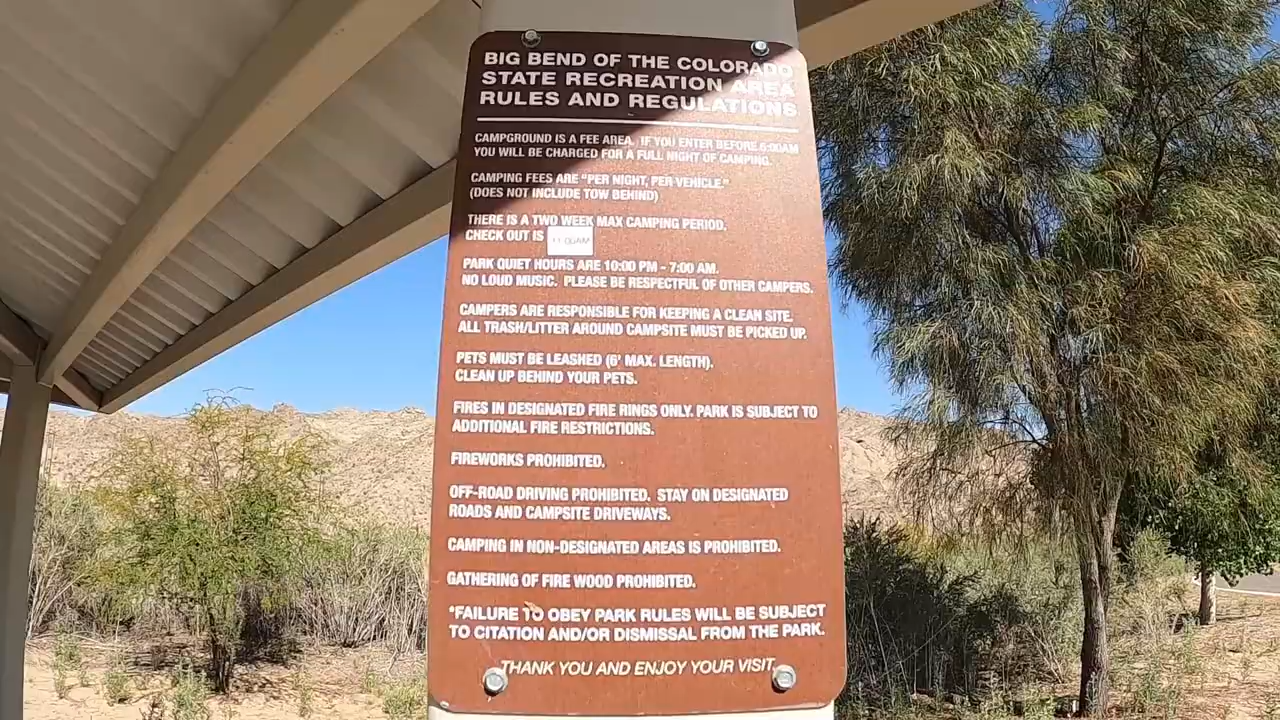 BIG BEND OF THE COLORADO
STATE RECREATION AREA
RULES AND REGULATIONS
CAMPGROUND IS A FEE AREA. IF YOU ENTER BEFORE 6:00AM
YOU WILL BE CHARGED FOR A FULL NIGHT OF CAMPING.
CAMPING FEES ARE "PER NIGHT, PER VEHICLE."
(DOES NOT INCLUDE TOW BEHIND)
THERE IS A TWO WEEK MAX CAMPING PERIOD.
CHECK OUT IS 11:00AM
PARK QUIET HOURS ARE 10:00 PM - 7:00 AM.
NO LOUD MUSIC. PLEASE BE RESPECTFUL OF OTHER CAMPERS.
CAMPERS ARE RESPONSIBLE FOR KEEPING A CLEAN SITE.
ALL TRASH/LITTER AROUND CAMPSITE MUST BE PICKED UP.
PETS MUST BE LEASHED (6' MAX. LENGTH).
CLEAN UP BEHIND YOUR PETS.
FIRES IN DESIGNATED FIRE RINGS ONLY. PARK IS SUBJECT TO
ADDITIONAL FIRE RESTRICTIONS.
FIREWORKS PROHIBITED.
OFF-ROAD DRIVING PROHIBITED. STAY ON DESIGNATED
ROADS AND CAMPSITE DRIVEWAYS.
CAMPING IN NON-DESIGNATED AREAS IS PROHIBITED.
GATHERING OF FIRE WOOD PROHIBITED.
*FAILURE TO OBEY PARK RULES WILL BE SUBJECT
TO CITATION AND/OR DISMISSAL FROM THE PARK.
THANK YOU AND ENJOY YOUR VISIT.